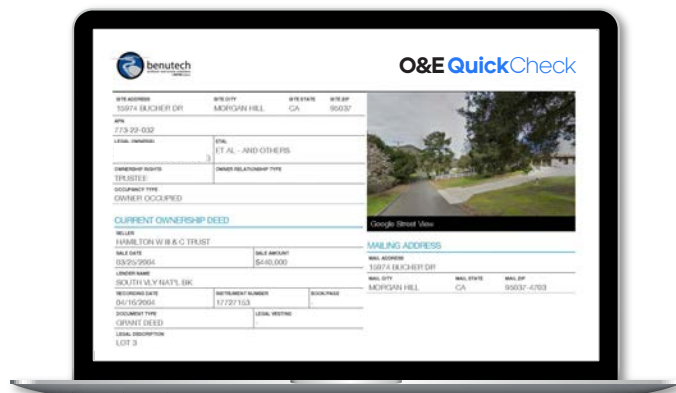 benutech
O&E QuickCheck
SITE ADDRESS SITE CITY SITE STATE SITE ZIP
15974 BUCHER DR MORGAN HILL CA 95037
APN
773-22-032
LEGAL OWNER(S) ETAL
) ET AL - AND OTHERS
OWNERSHIP RIGHTS OWNER RELATIONSHIP TYPE
TRUSTEE
OCCUPANCY TYPE
OWNER OCCUPIED
CURRENT OWNERSHIP DEED
SELLER
HAMILTON W III & C TRUST
SALE DATE SALE AMOUNT
03/25/2004 $440,000
LENDER NAME
SOUTH VLY NAT'L BK
RECORDING DATE INSTRUMENT NUMBER BOOK/PAGE
04/16/2004 17727153 -
DOCUMENT TYPE LEGAL VESTING
GRANT DEED -
LEGAL DESCRIPTION
LOT 3
Google Street View
MAILING ADDRESS
MAIL ADDRESS
15974 BUCHER DR
MAIL CITY MAIL STATE MAIL ZIP
MORGAN HILL CA 95037-4703